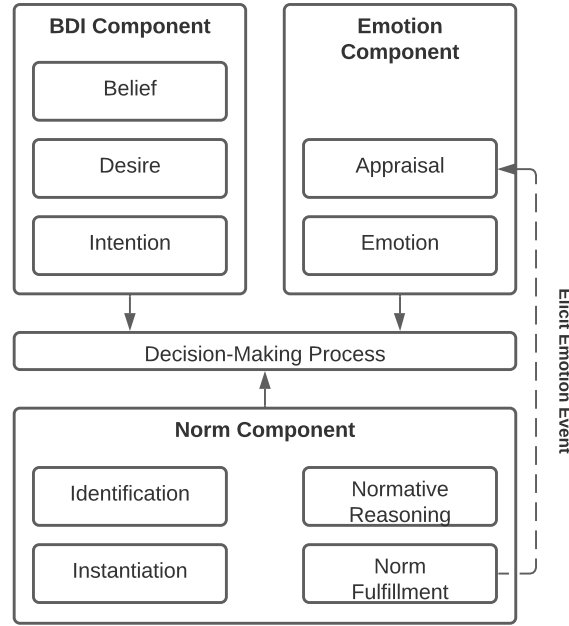 BDI Component
Belief
Desire
Intention
Emotion
Component
Appraisal
Emotion
Elicit Emotion Event
Decision-Making Process
Norm Component
Identification
Normative
Reasoning
Instantiation
Norm
Fulfillment